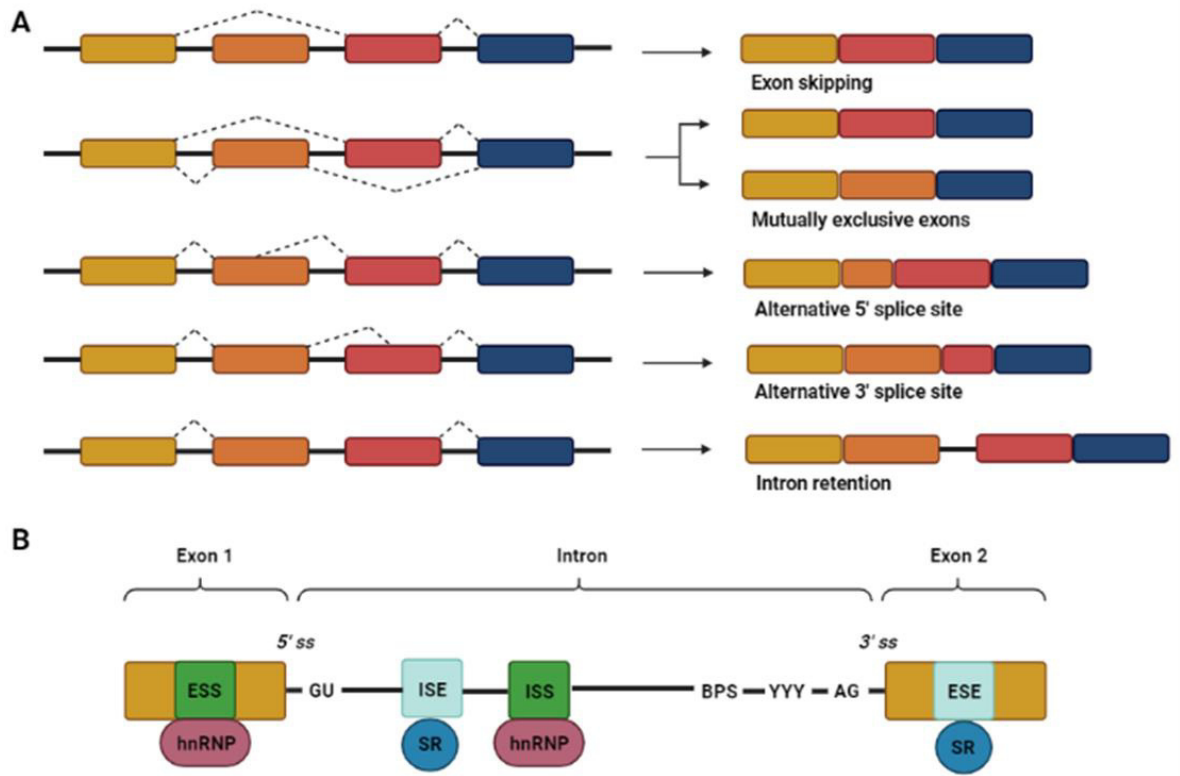 A
Exon skipping
Mutually exclusive exons
Alternative 5' splice site
Alternative 3' splice site
Intron retention
B
Exon 1 Intron Exon 2
5' ss 3' ss
ESS GU ISE ISS BPS YYY AG ESE
hnRNP SR hnRNP SR